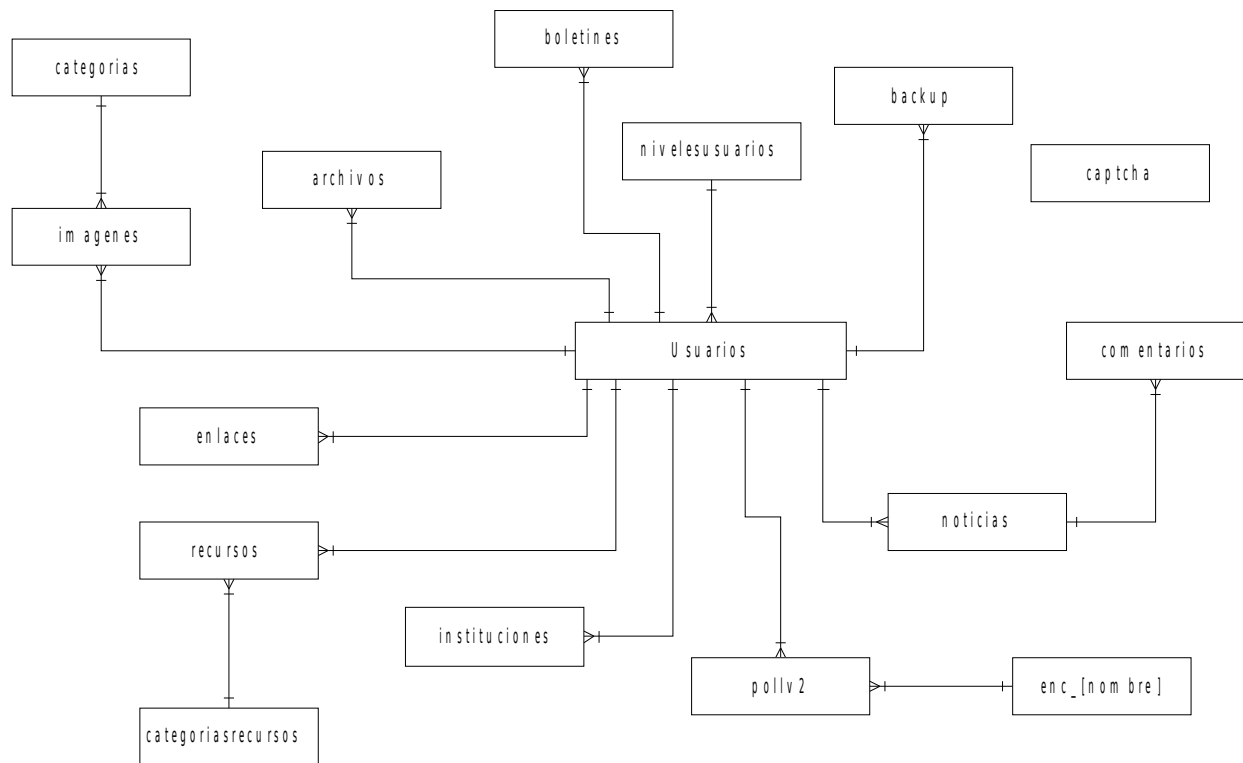 boletines
categorias
backup
nivelesusuarios
captcha
archivos
imagenes
Usuarios
comentarios
enlaces
noticias
recursos
instituciones
pollv2
enc_[nombre]
categoriasrecursos